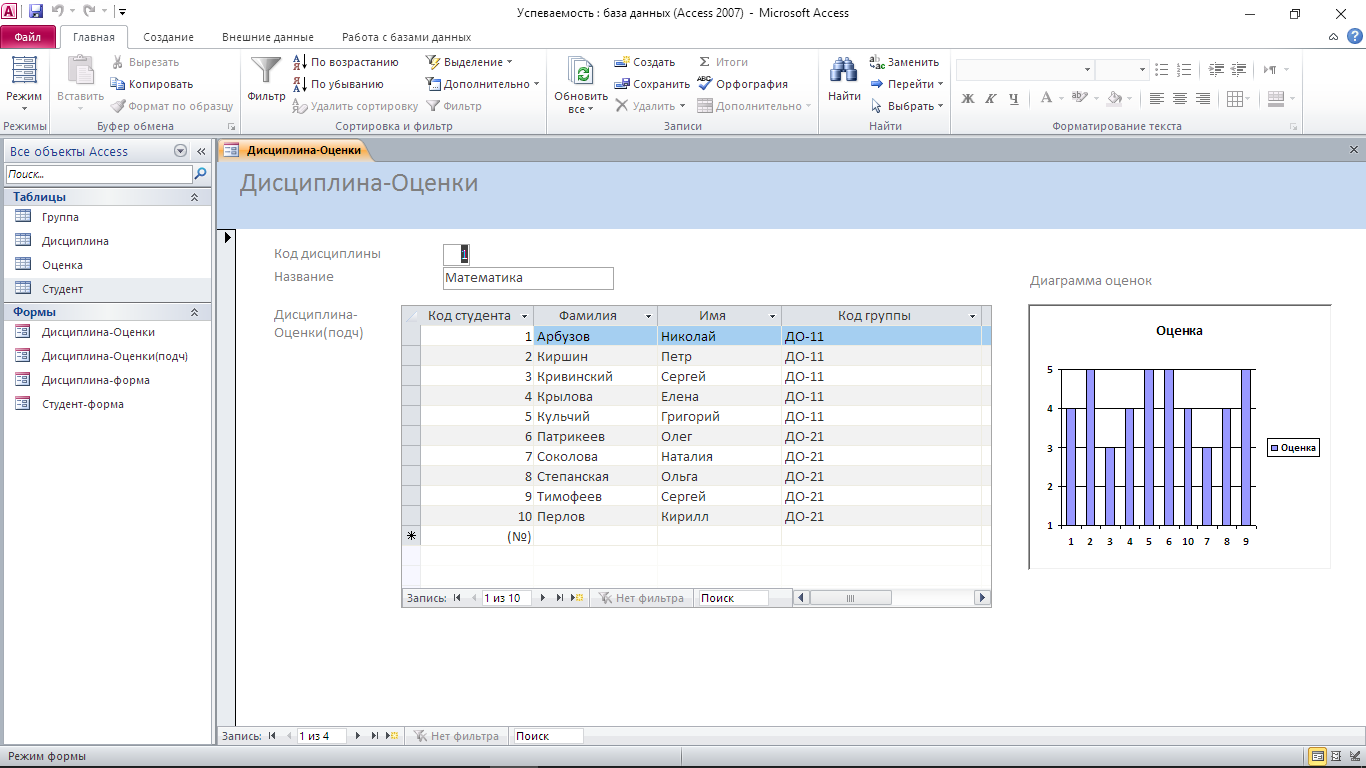 Успеваемость : база данных (Access 2007) - Microsoft Access
Файл Главная Создание Внешние данные Работа с базами данных
Режим
Режимы
Вставить
Вырезать
Копировать
Формат по образцу
Буфер обмена
Фильтр
По возрастанию
По убыванию
Удалить сортировку
Выделение
Дополнительно
Фильтр
Сортировка и фильтр
Обновить
все
Создать
Сохранить
Удалить
Итоги
Орфография
Дополнительно
Записи
Найти
Заменить
Перейти
Выбрать
Найти
Ж К Ч
Форматирование текста
Все объекты Access
Поиск...
Таблицы
Группа
Дисциплина
Оценка
Студент
Формы
Дисциплина-Оценки
Дисциплина-Оценки(подч)
Дисциплина-форма
Студент-форма
Дисциплина-Оценки
Дисциплина-Оценки
Код дисциплины 1
Название Математика
Дисциплина-
Оценки(подч)
Код студента Фамилия Имя Код группы
1 Арбузов Николай ДО-11
2 Киршин Петр ДО-11
3 Кривинский Сергей ДО-11
4 Крылова Елена ДО-11
5 Кульчий Григорий ДО-11
6 Патрикеев Олег ДО-21
7 Соколова Наталия ДО-21
8 Степанская Ольга ДО-21
9 Тимофеев Сергей ДО-21
10 Перлов Кирилл ДО-21
(№)
Запись: 1 из 10 Нет фильтра Поиск
Диаграмма оценок
Оценка
5
4
3
2
1
1 2 3 4 5 6 10 7 8 9
Оценка
Запись: 1 из 4 Нет фильтра Поиск
Режим формы